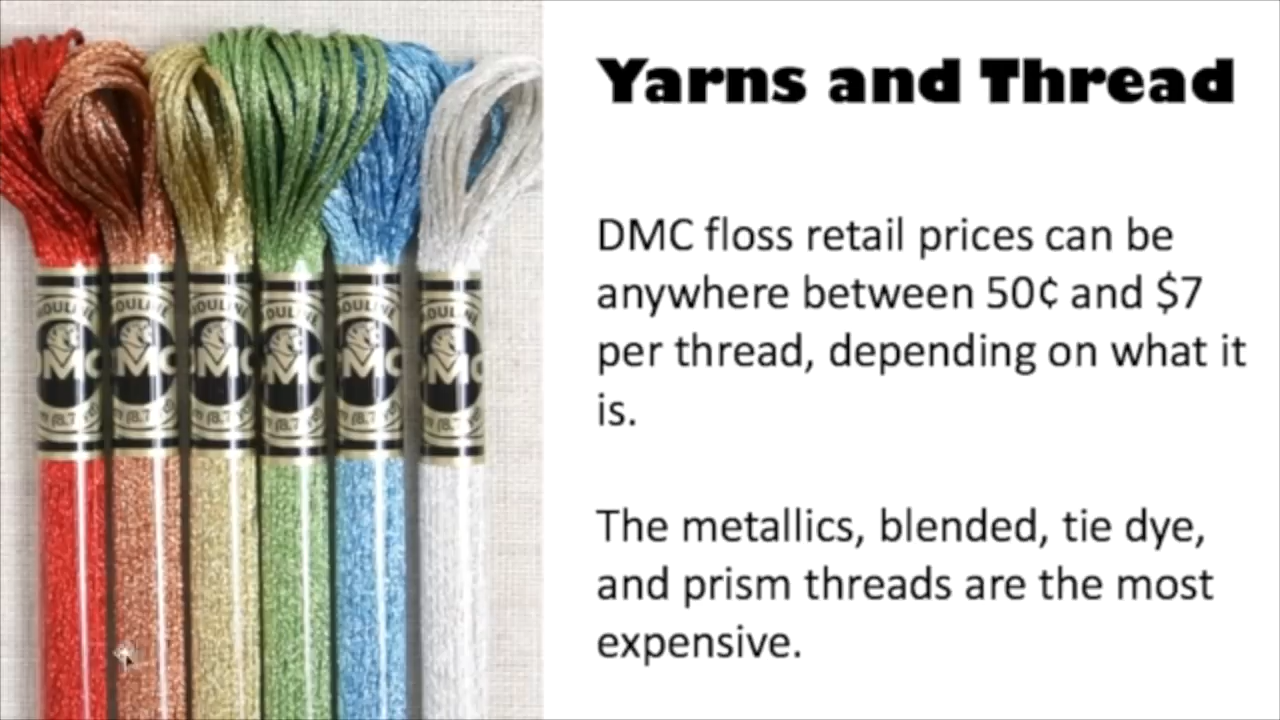 Yarns and Thread
DMC floss retail prices can be
anywhere between 50¢ and $7
per thread, depending on what it
is.
The metallics, blended, tie dye,
and prism threads are the most
expensive.